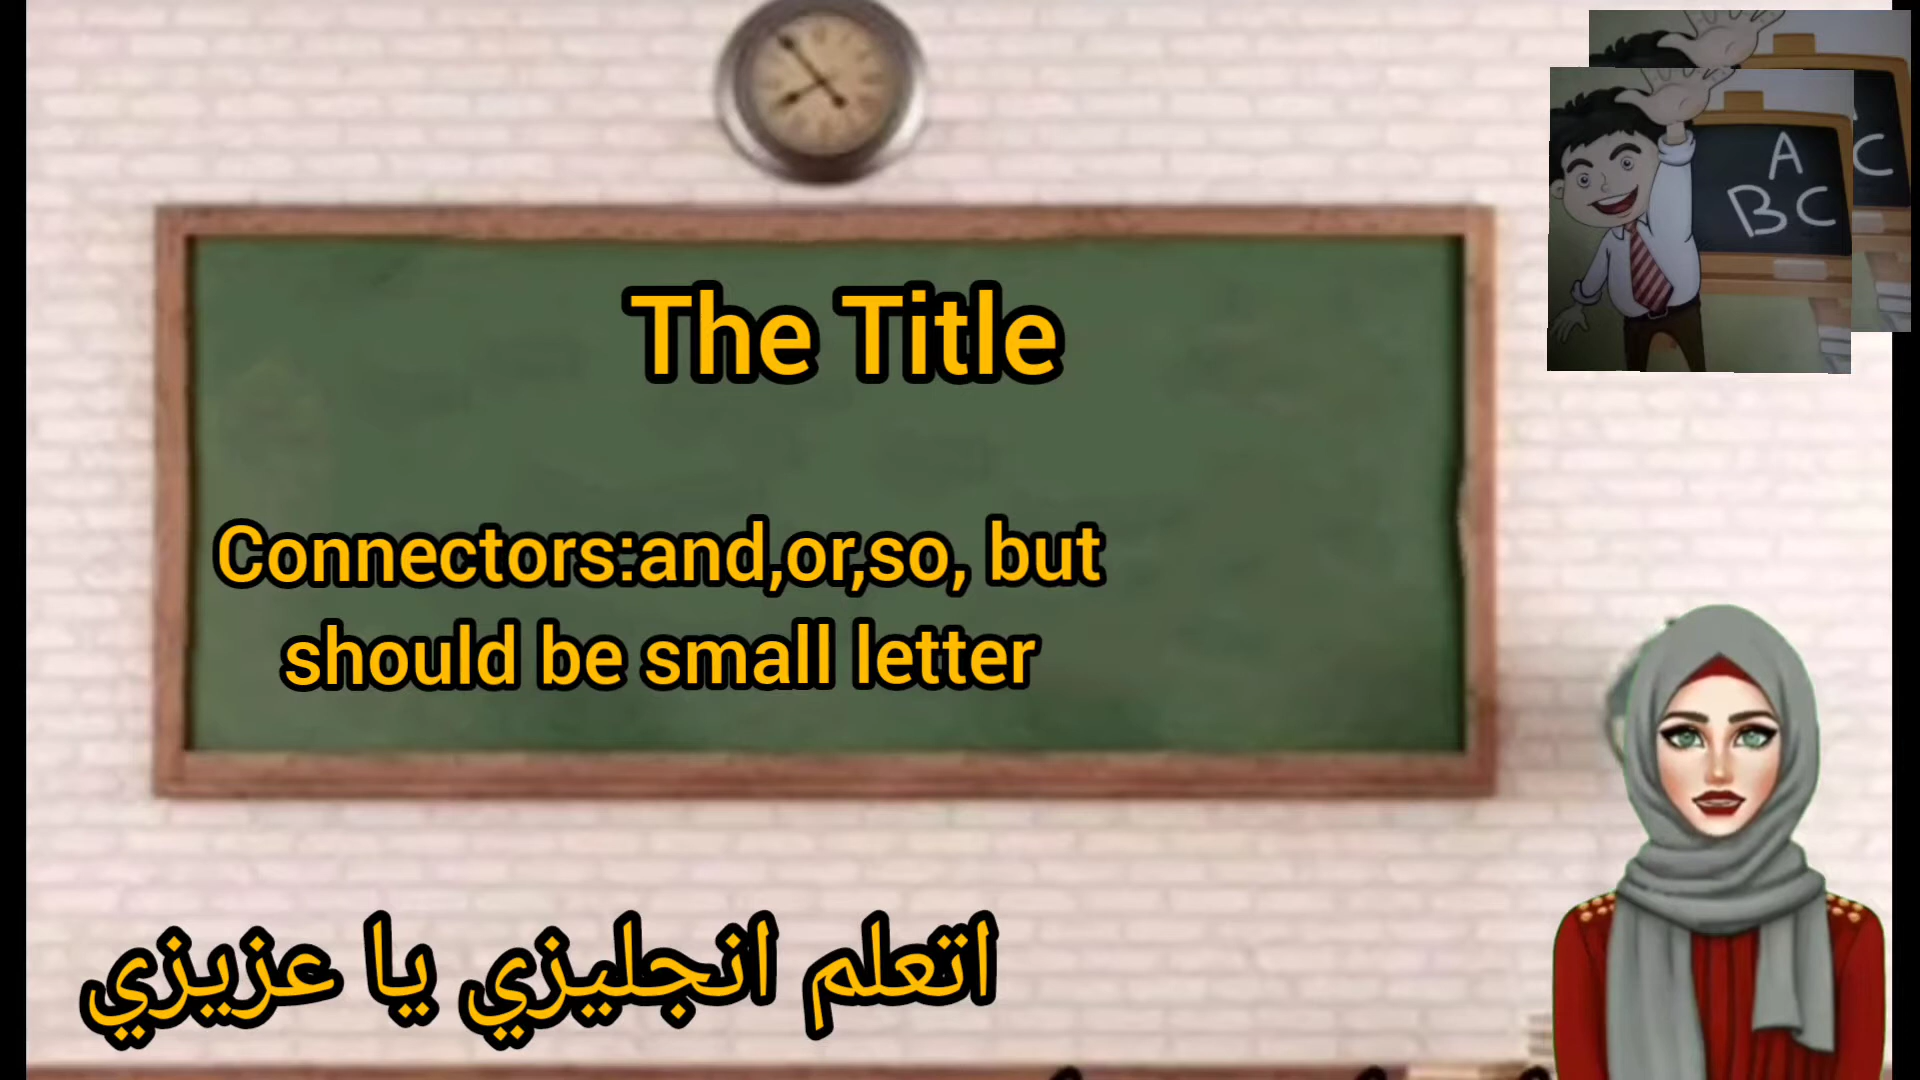 The Title
Connectors:and,or,so, but
should be small letter
اتعلم انجليزي يا عزيزي
A
BC
C